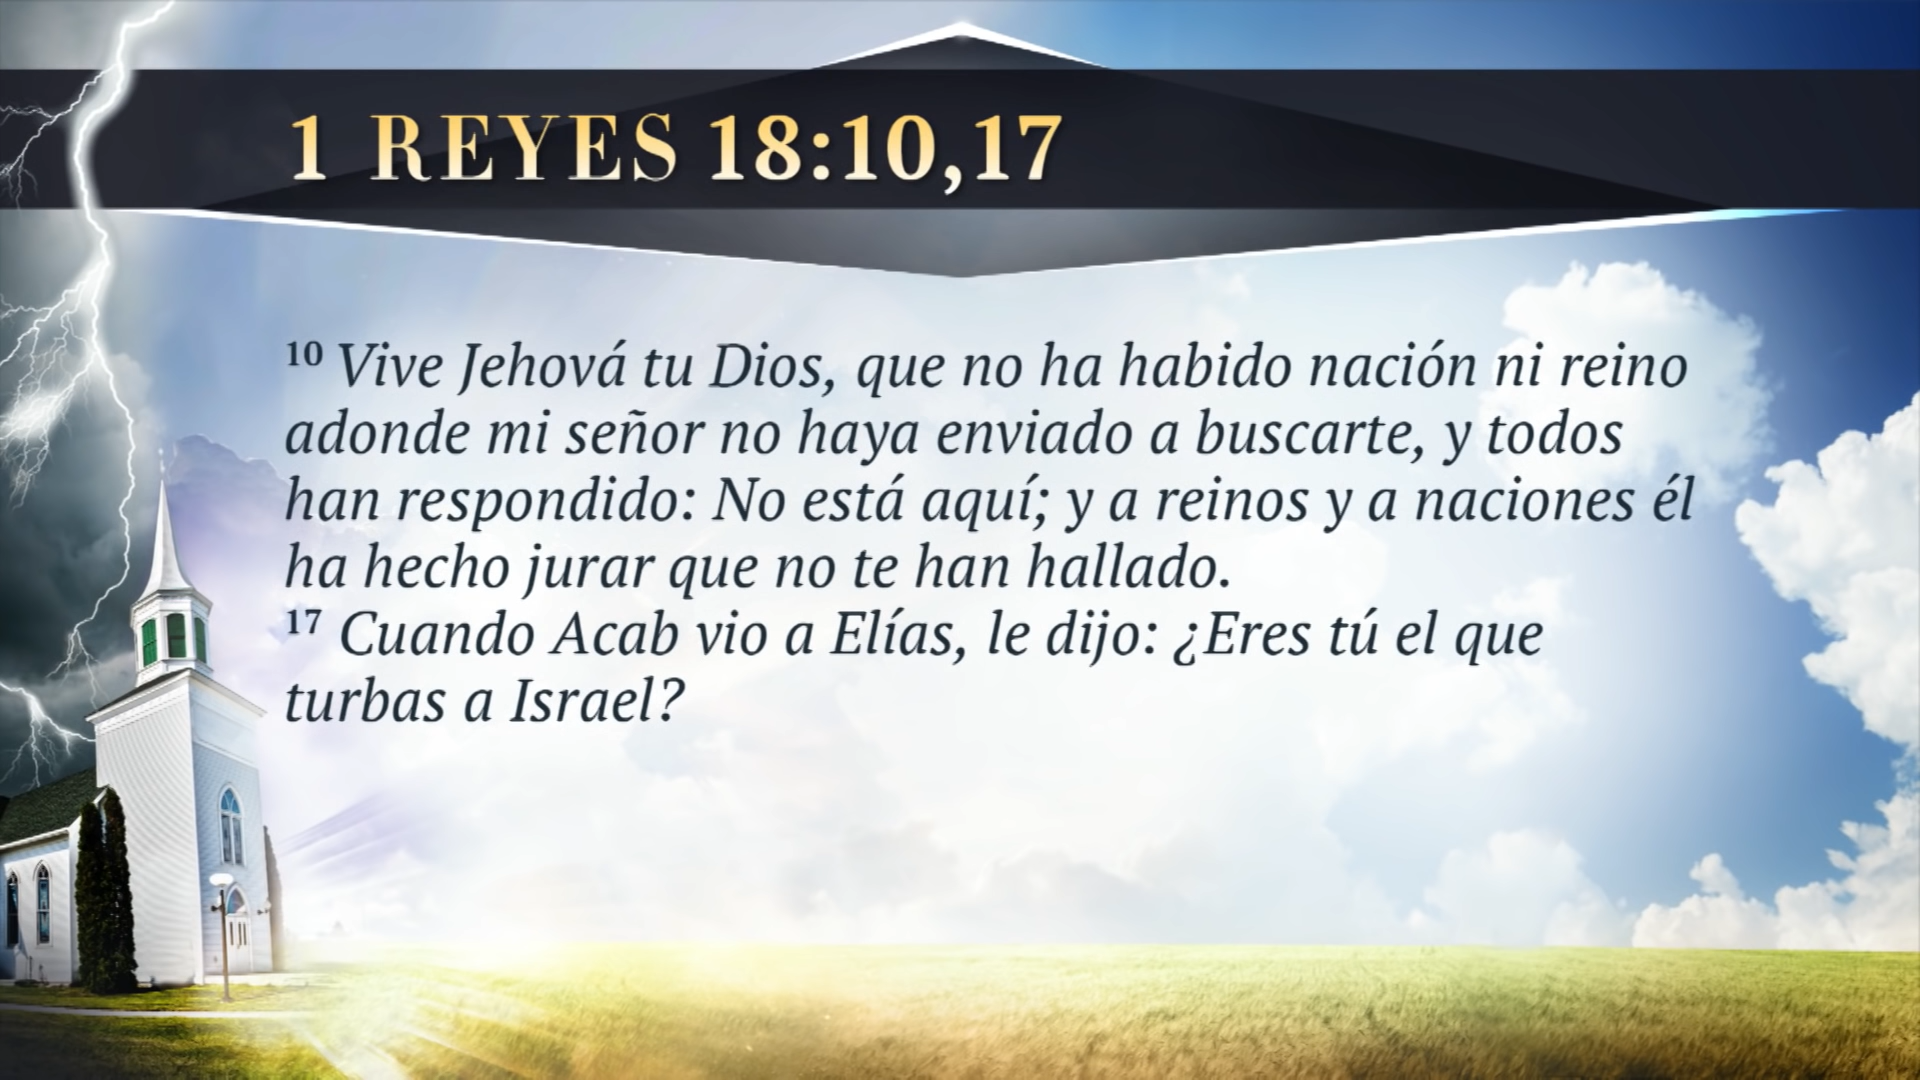 1 REYES 18:10,17
10 Vive Jehová tu Dios, que no ha habido nación ni reino
adonde mi señor no haya enviado a buscarte, y todos
han respondido: No está aquí; y a reinos y a naciones él
ha hecho jurar que no te han hallado.
17 Cuando Acab vio a Elías, le dijo: ¿Eres tú el que
turbas a Israel?